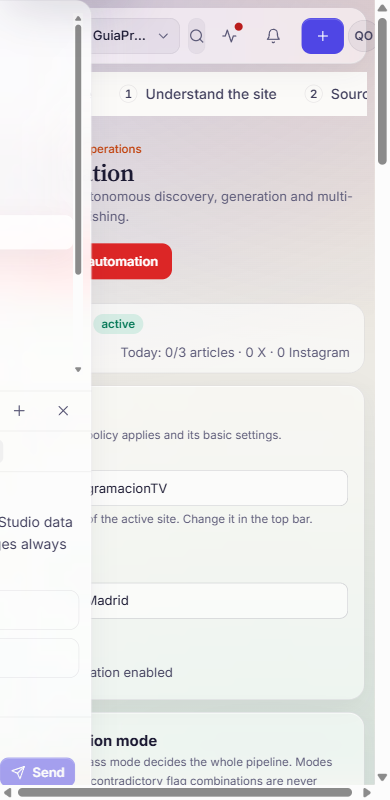 GuiaPr...
QO
1 Understand the site 2 Sourc
perations
tion
tonomous discovery, generation and multi-
shing.
automation
active
Today: 0/3 articles · 0 X · 0 Instagram
policy applies and its basic settings.
gramacionTV
of the active site. Change it in the top bar.
Studio data
ges always
Madrid
ation enabled
ion mode
ass mode decides the whole pipeline. Modes
contradictory flag combinations are never
Send